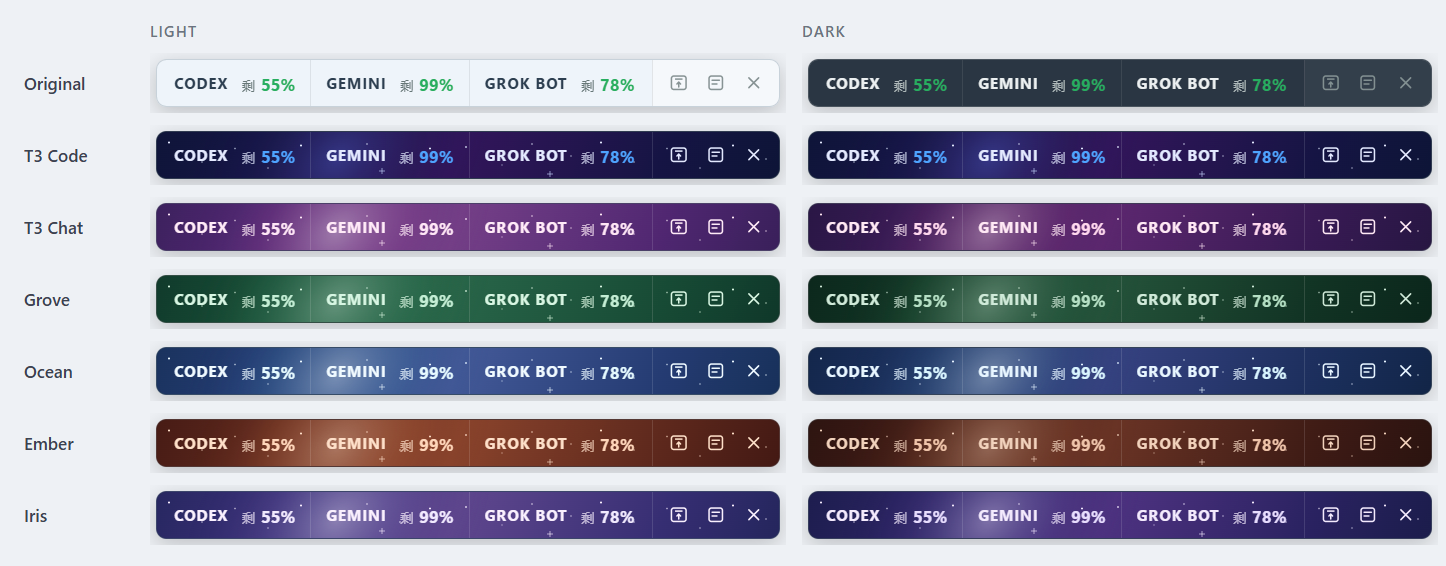 LIGHT DARK
Original CODEX 剩 55% GEMINI 剩 99% GROK BOT 剩 78% CODEX 剩 55% GEMINI 剩 99% GROK BOT 剩 78%
T3 Code CODEX 剩 55% GEMINI 剩 99% GROK BOT 剩 78% CODEX 剩 55% GEMINI 剩 99% GROK BOT 剩 78%
T3 Chat CODEX 剩 55% GEMINI 剩 99% GROK BOT 剩 78% CODEX 剩 55% GEMINI 剩 99% GROK BOT 剩 78%
Grove CODEX 剩 55% GEMINI 剩 99% GROK BOT 剩 78% CODEX 剩 55% GEMINI 剩 99% GROK BOT 剩 78%
Ocean CODEX 剩 55% GEMINI 剩 99% GROK BOT 剩 78% CODEX 剩 55% GEMINI 剩 99% GROK BOT 剩 78%
Ember CODEX 剩 55% GEMINI 剩 99% GROK BOT 剩 78% CODEX 剩 55% GEMINI 剩 99% GROK BOT 剩 78%
Iris CODEX 剩 55% GEMINI 剩 99% GROK BOT 剩 78% CODEX 剩 55% GEMINI 剩 99% GROK BOT 剩 78%